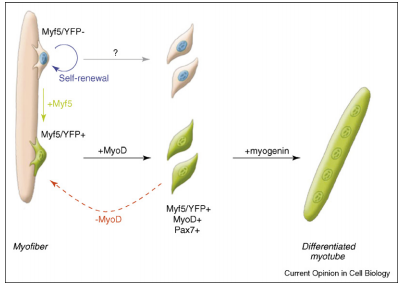 Myf5/YFP-
?
Self-renewal
+Myf5
Myf5/YFP+
+MyoD
+myogenin
-MyoD
Myf5/YFP+
MyoD+
Pax7+
Myofiber
Differentiated
myotube
Current Opinion in Cell Biology